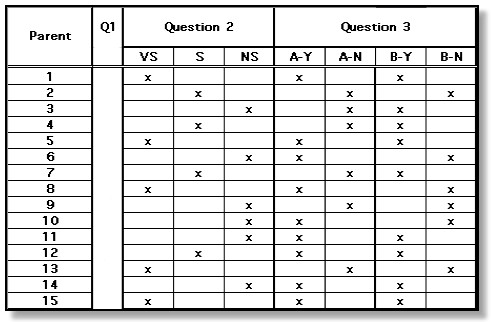 Parent Q1 Question 2 Question 3
VS S NS A-Y A-N B-Y B-N
1 x x x
2 x x x
3 x x x
4 x x x
5 x x x
6 x x x
7 x x x
8 x x x
9 x x x
10 x x x
11 x x x
12 x x x
13 x x x
14 x x x
15 x x x